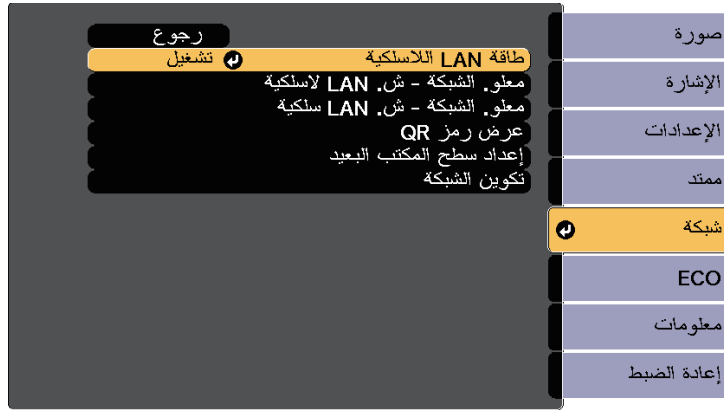 صورة
الإشارة
الإعدادات
ممتد
شبكة
ECO
معلومات
إعادة الضبط
رجوع
طاقة LAN اللاسلكية تشغيل
معلو. الشبكة - ش. LAN لاسلكية
معلو. الشبكة - ش. LAN سلكية
عرض رمز QR
إعداد سطح المكتب البعيد
تكوين الشبكة